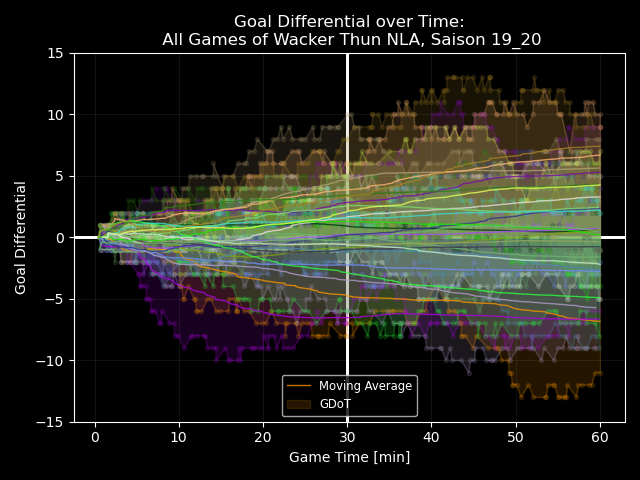 Goal Differential over Time:
All Games of Wacker Thun NLA, Saison 19_20
15
10
5
0
−5
−10
−15
Goal Differential
0 10 20 30 40 50 60
Game Time [min]
Moving Average
GDoT